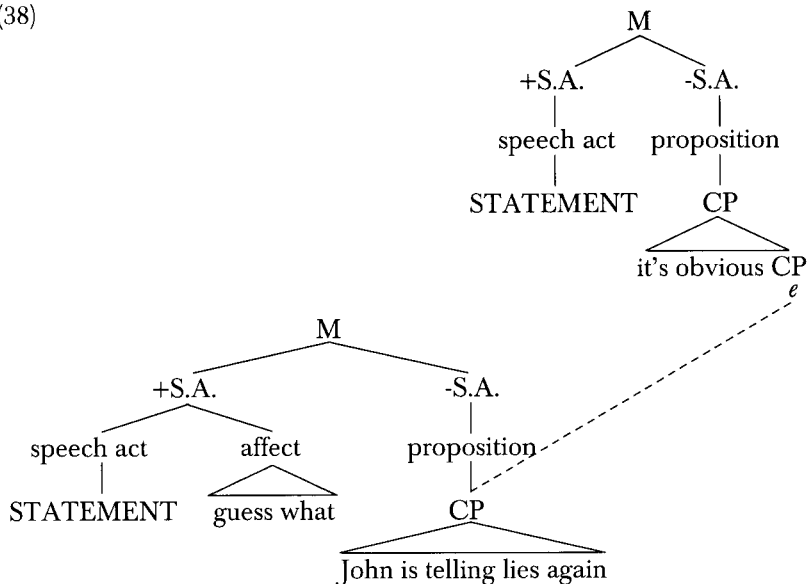 (38)
M
+S.A. -S.A.
speech act proposition
STATEMENT CP
it's obvious CP
e
M
+S.A. -S.A.
speech act affect proposition
STATEMENT guess what CP
John is telling lies again